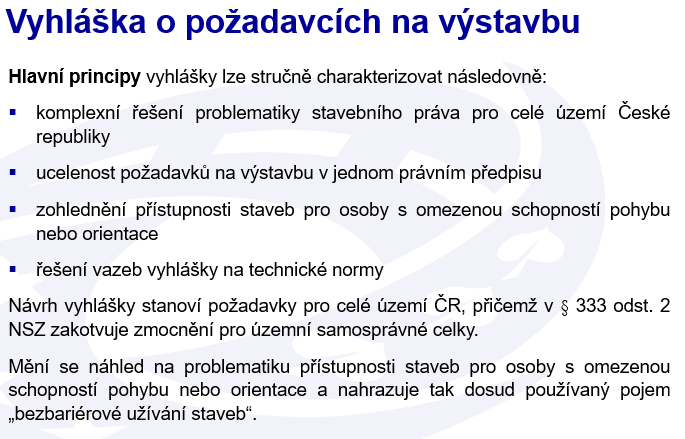 Vyhláška o požadavcích na výstavbu
Hlavní principy vyhlášky lze stručně charakterizovat následovně:
▪ komplexní řešení problematiky stavebního práva pro celé území České
republiky
▪ ucelenost požadavků na výstavbu v jednom právním předpisu
▪ zohlednění přístupnosti staveb pro osoby s omezenou schopností pohybu
nebo orientace
▪ řešení vazeb vyhlášky na technické normy
Návrh vyhlášky stanoví požadavky pro celé území ČR, přičemž v § 333 odst. 2
NSZ zakotvuje zmocnění pro územní samosprávné celky.
Mění se náhled na problematiku přístupnosti staveb pro osoby s omezenou
schopností pohybu nebo orientace a nahrazuje tak dosud používaný pojem
„bezbariérové užívání staveb“.